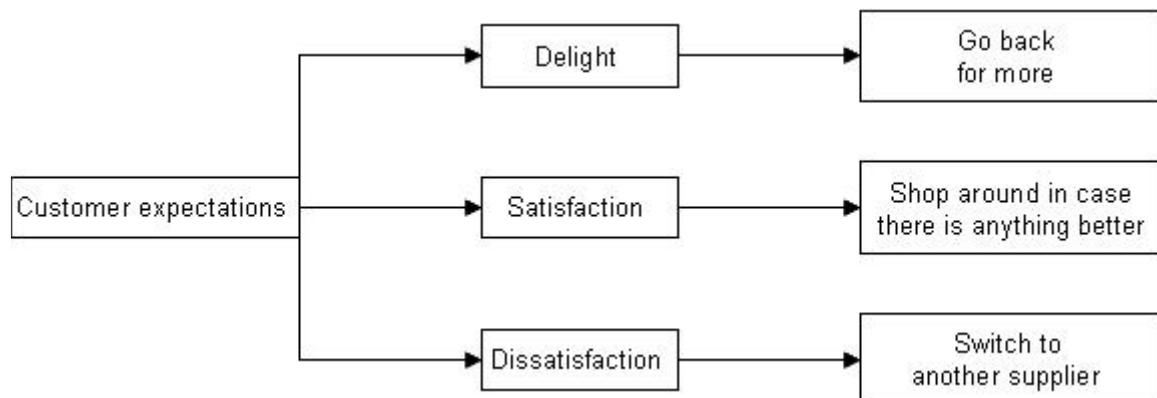 Delight
Go back
for more
Customer expectations
Satisfaction
Shop around in case
there is anything better
Dissatisfaction
Switch to
another supplier